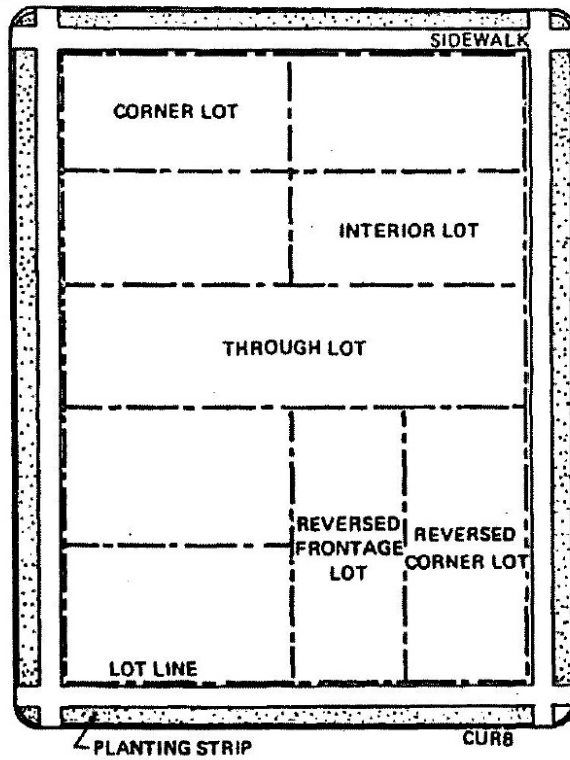 SIDEWALK
CORNER LOT
INTERIOR LOT
THROUGH LOT
REVERSED
FRONTAGE
LOT
REVERSED
CORNER LOT
LOT LINE
PLANTING STRIP
CURB